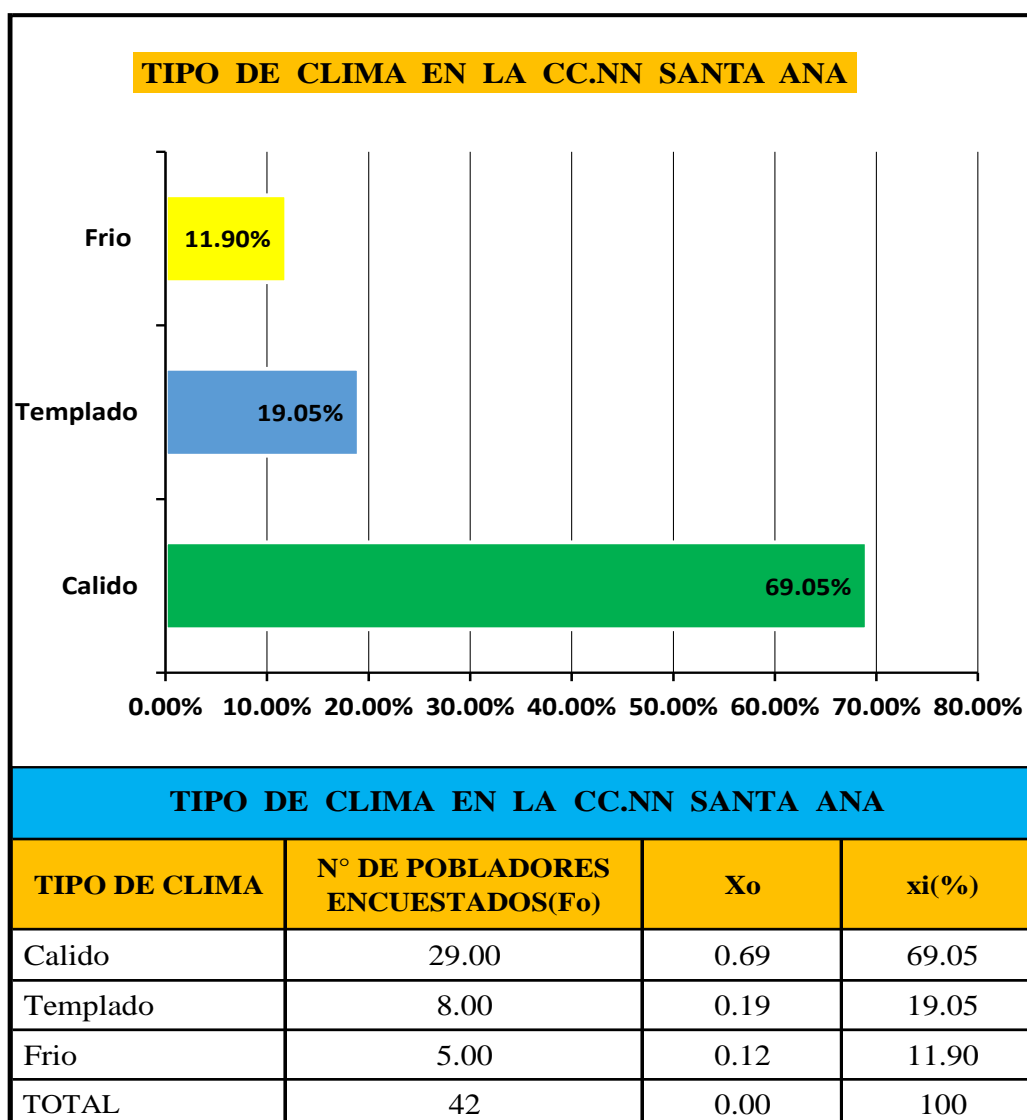 TIPO DE CLIMA EN LA CC.NN SANTA ANA
Frio
11.90%
Templado
19.05%
Calido
69.05%
0.00% 10.00% 20.00% 30.00% 40.00% 50.00% 60.00% 70.00% 80.00%
TIPO DE CLIMA EN LA CC.NN SANTA ANA
TIPO DE CLIMA N° DE POBLADORES ENCUESTADOS(Fo) Xo xi(%)
Calido 29.00 0.69 69.05
Templado 8.00 0.19 19.05
Frio 5.00 0.12 11.90
TOTAL 42 0.00 100